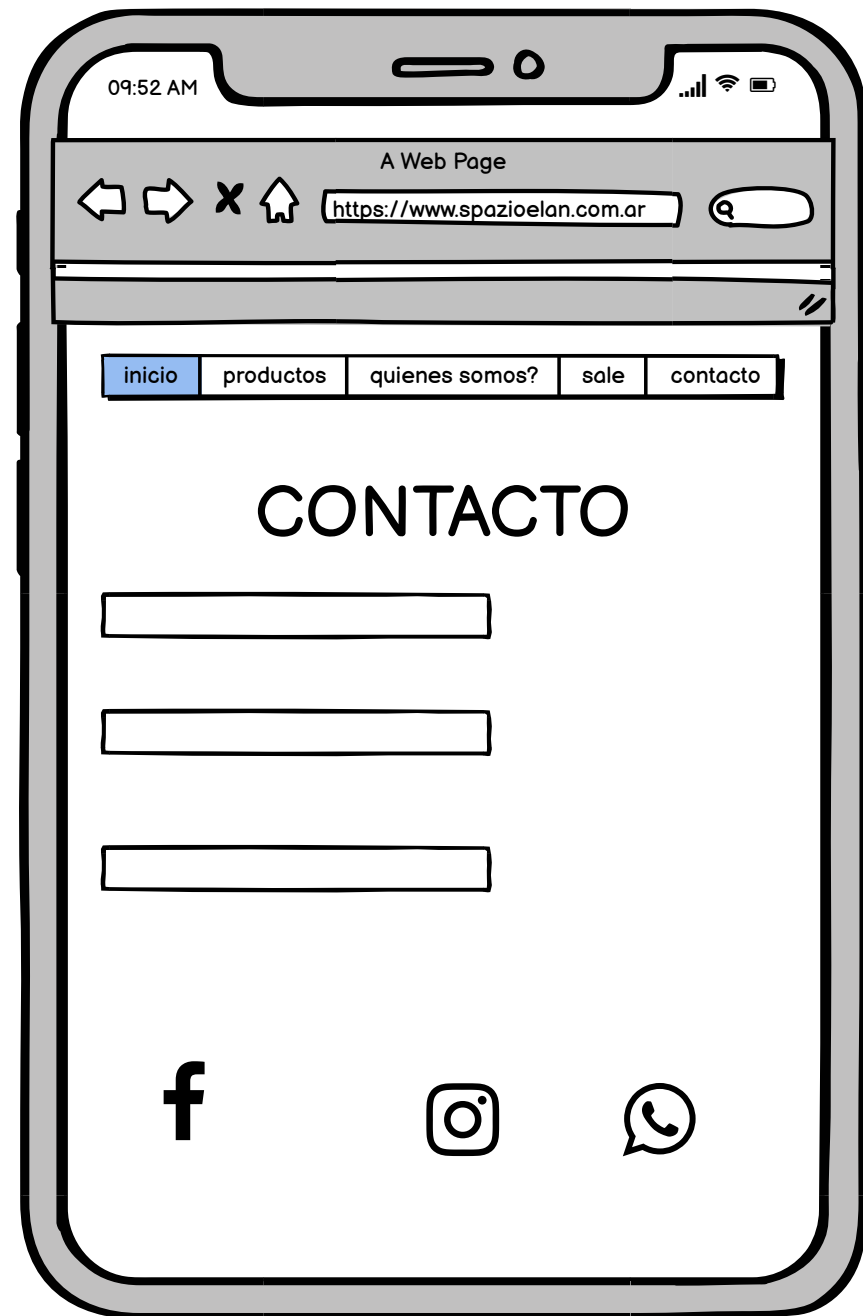 09:52 AM
A Web Page
https://www.spazioelan.com.ar
inicio productos quienes somos? sale contacto
CONTACTO